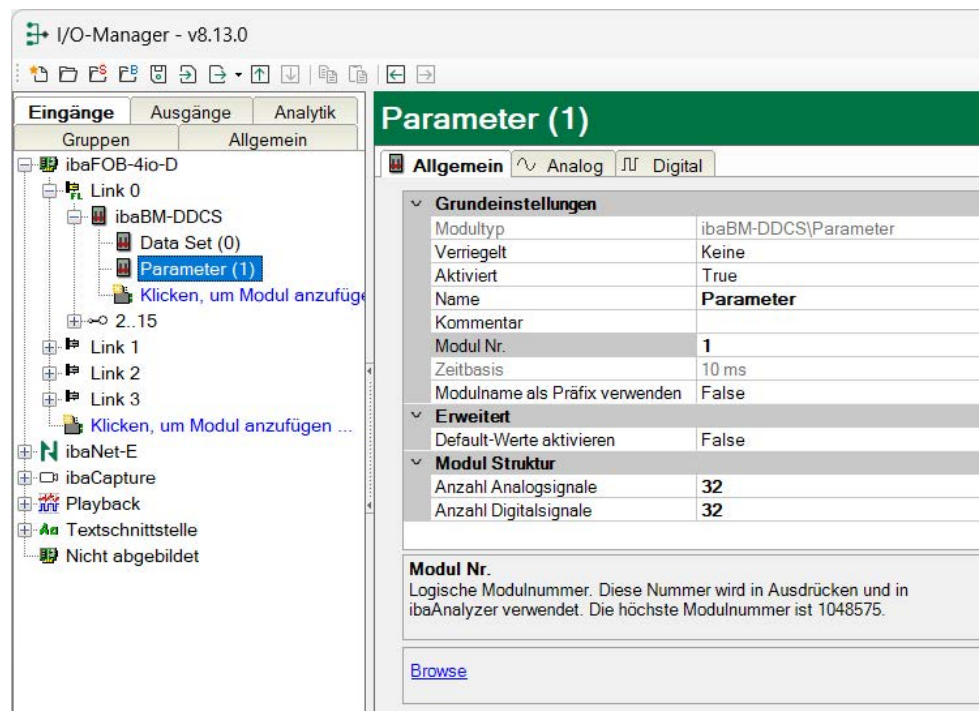 I/O-Manager - v8.13.0
Eingänge Ausgänge Analytik
Gruppen Allgemein
ibaFOB-4io-D
Link 0
ibaBM-DDCS
Data Set (0)
Parameter (1)
Klicken, um Modul anzufüge
2..15
Link 1
Link 2
Link 3
Klicken, um Modul anzufügen ...
ibaNet-E
ibaCapture
Playback
Textschnittstelle
Nicht abgebildet
Parameter (1)
Allgemein Analog Digital
Grundeinstellungen
Modultyp ibaBM-DDCS\Parameter
Verriegelt Keine
Aktiviert True
Name Parameter
Kommentar
Modul Nr. 1
Zeitbasis 10 ms
Modulname als Präfix verwenden False
Erweitert
Default-Werte aktivieren False
Modul Struktur
Anzahl Analogsignale 32
Anzahl Digitalsignale 32
Modul Nr.
Logische Modulnummer. Diese Nummer wird in Ausdrücken und in
ibaAnalyzer verwendet. Die höchste Modulnummer ist 1048575.
Browse